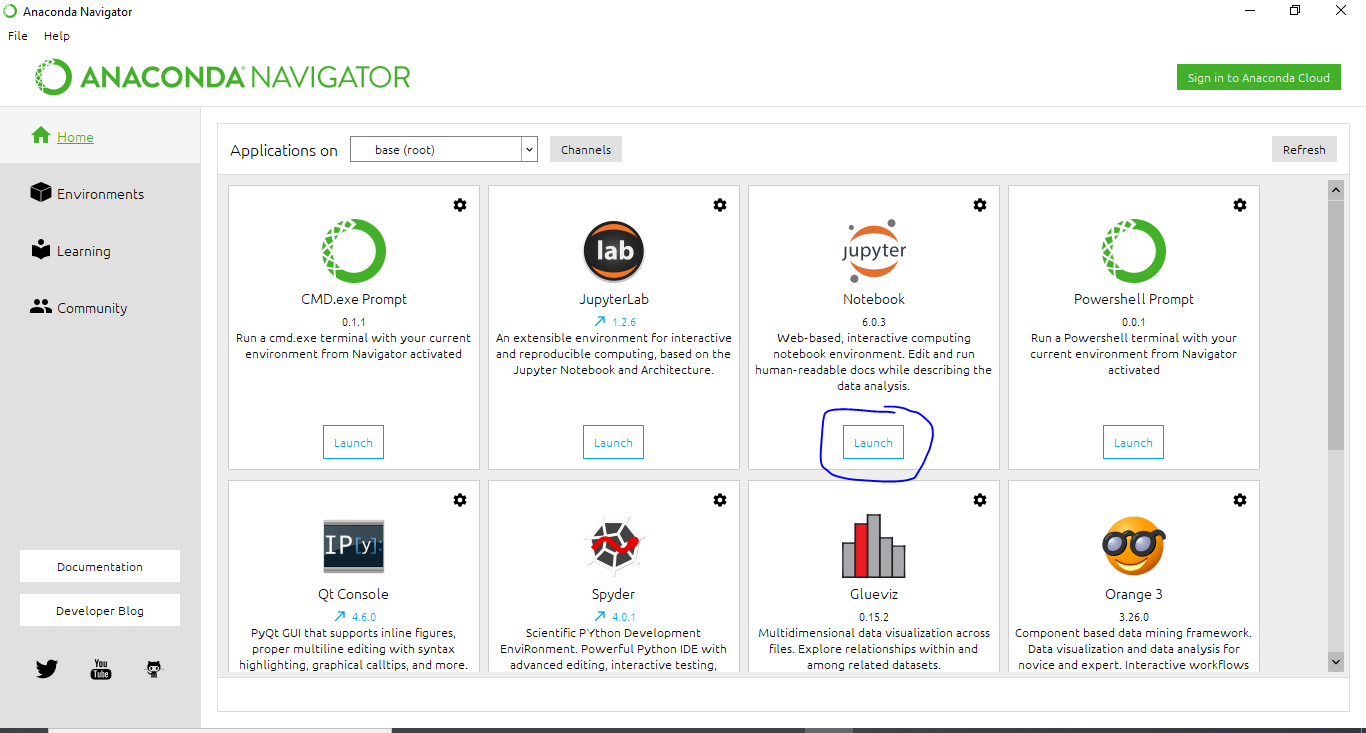 Anaconda Navigator
File Help
ANACONDA NAVIGATOR
Sign in to Anaconda Cloud
Home
Environments
Learning
Community
Documentation
Developer Blog
You
Tube
Applications on base (root) Channels Refresh
CMD.exe Prompt
0.1.1
Run a cmd.exe terminal with your current
environment from Navigator activated
Launch
lab
JupyterLab
1.2.6
An extensible environment for interactive
and reproducible computing, based on the
Jupyter Notebook and Architecture.
Launch
jupyter
Notebook
6.0.3
Web-based, interactive computing
notebook environment. Edit and run
human-readable docs while describing the
data analysis.
Launch
Powershell Prompt
0.0.1
Run a Powershell terminal with your
current environment from Navigator
activated
Launch
IP[y]:
Qt Console
4.6.0
PyQt GUI that supports inline figures,
proper multiline editing with syntax
highlighting, graphical calltips, and more.
Spyder
4.0.1
Scientific PYthon Development
EnviRonment. Powerful Python IDE with
advanced editing, interactive testing,
Glueviz
0.15.2
Multidimensional data visualization across
files. Explore relationships within and
among related datasets.
Orange 3
3.26.0
Component based data mining framework.
Data visualization and data analysis for
novice and expert. Interactive workflows